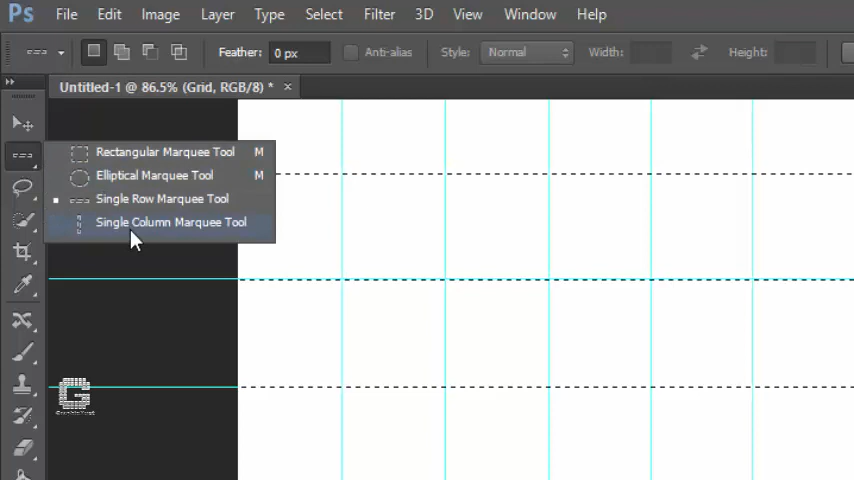 Ps File Edit Image Layer Type Select Filter 3D View Window Help
Feather: 0 px Anti-alias Style: Normal Width: Height:
Untitled-1 @ 86.5% (Grid, RGB/8) * ×
Rectangular Marquee Tool M
Elliptical Marquee Tool M
Single Row Marquee Tool
Single Column Marquee Tool
G